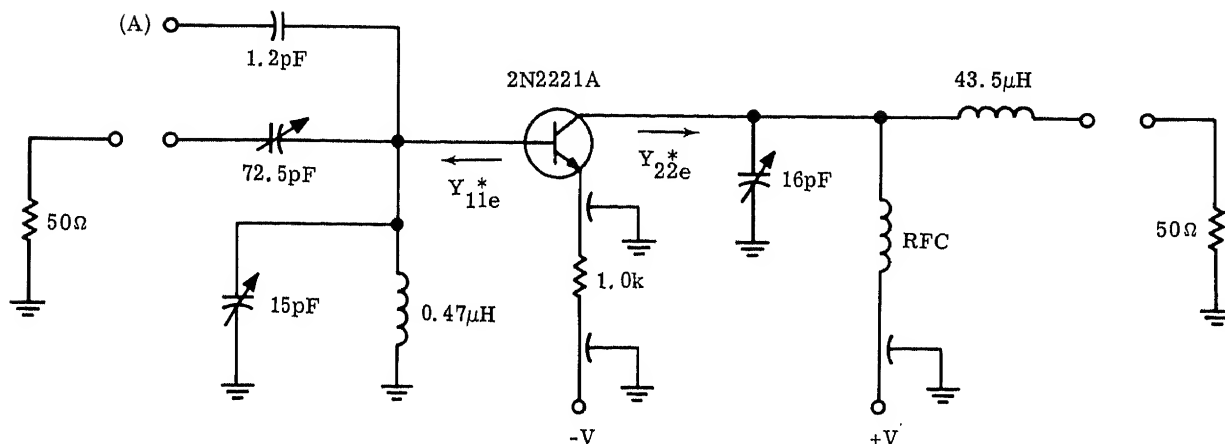 (A)
1.2pF
2N2221A
43.5μH
72.5pF
Y*11e
Y*22e
16pF
50Ω
RFC
50Ω
1.0k
15pF
0.47μH
-V
+V